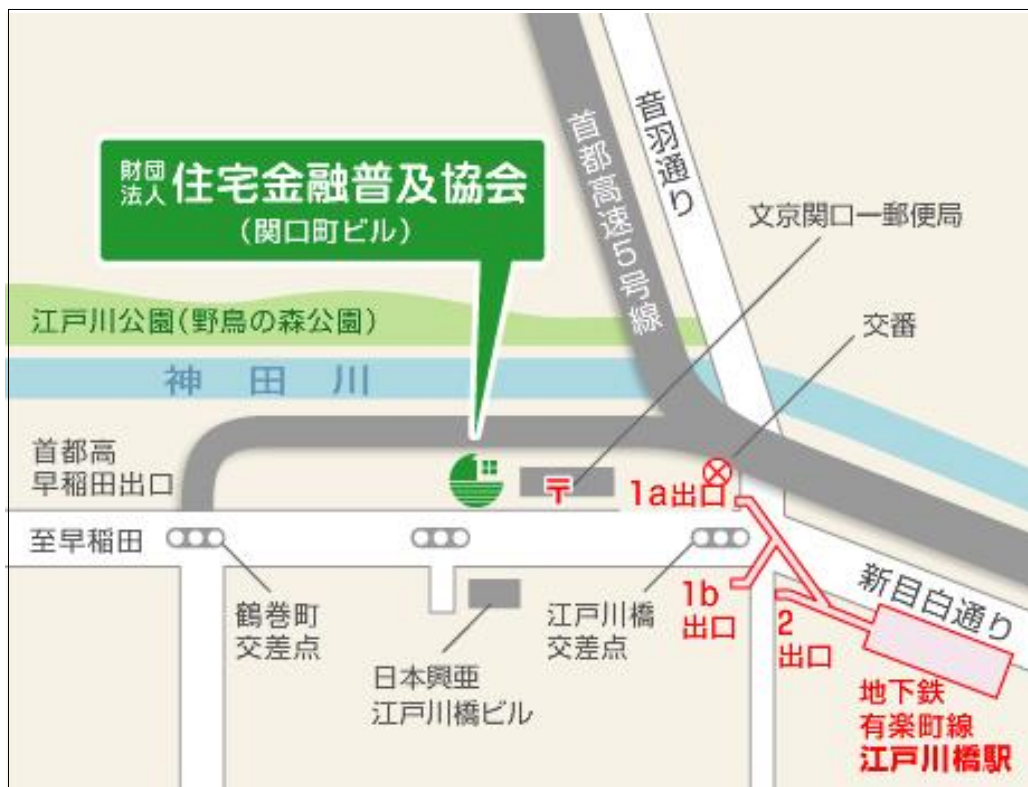 財団
法人 住宅金融普及協会
(関口町ビル)
首都高速5号線
音羽通り
文京関口一郵便局
江戸川公園(野鳥の森公園)
交番
神田川
首都高
早稲田出口
〒
1a出口
至早稲田
新目白通り
鶴巻町
交差点
江戸川橋
交差点
1b
出口
2
出口
日本興亜
江戸川橋ビル
地下鉄
有楽町線
江戸川橋駅